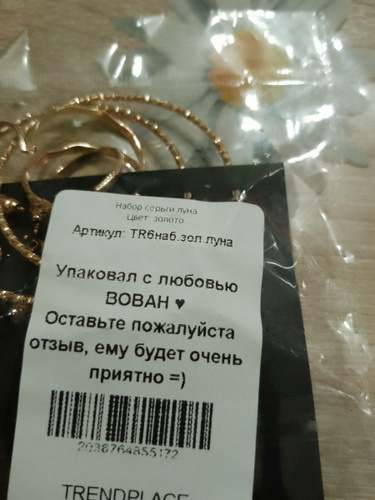 Набор серьги луна
Цвет: золото
Артикул: TR6наб.зол.луна
Упаковал с любовью
ВОВАН ♥
Оставьте пожалуйста
отзыв, ему будет очень
приятно =)
2038764855172
TRENDPLACE